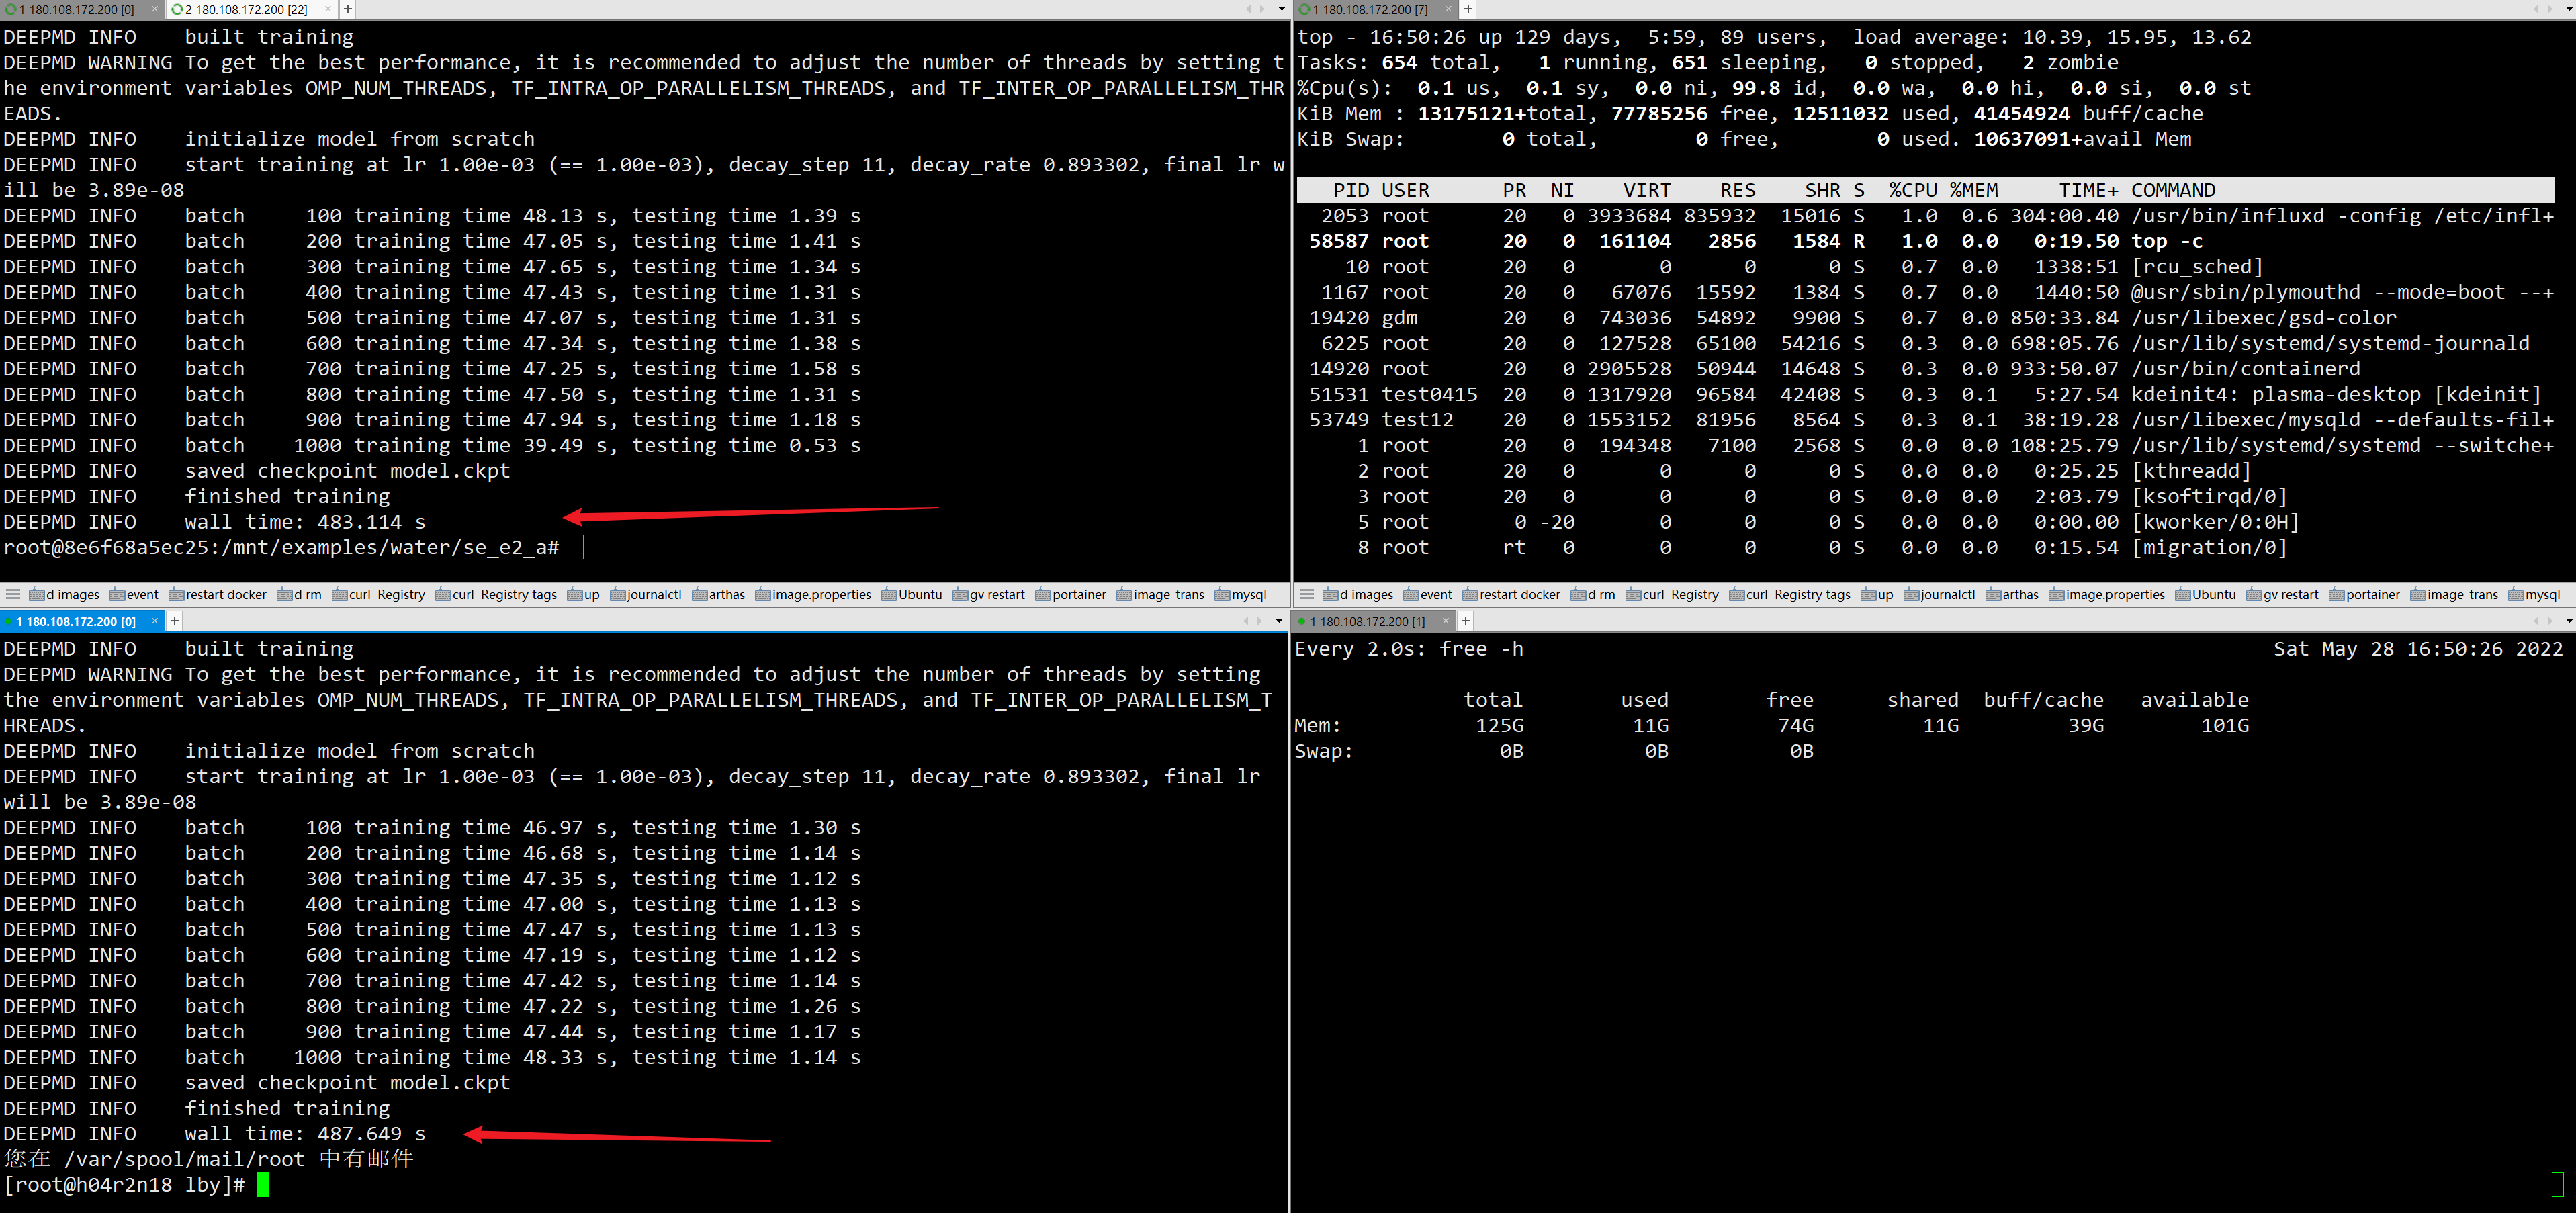 1 180.108.172.200 [0] × 2 180.108.172.200 [22] × +
DEEPMD INFO    built training
DEEPMD WARNING To get the best performance, it is recommended to adjust the number of threads by setting t
he environment variables OMP_NUM_THREADS, TF_INTRA_OP_PARALLELISM_THREADS, and TF_INTER_OP_PARALLELISM_THR
EADS.
DEEPMD INFO    initialize model from scratch
DEEPMD INFO    start training at lr 1.00e-03 (== 1.00e-03), decay_step 11, decay_rate 0.893302, final lr w
ill be 3.89e-08
DEEPMD INFO    batch     100 training time 48.13 s, testing time 1.39 s
DEEPMD INFO    batch     200 training time 47.05 s, testing time 1.41 s
DEEPMD INFO    batch     300 training time 47.65 s, testing time 1.34 s
DEEPMD INFO    batch     400 training time 47.43 s, testing time 1.31 s
DEEPMD INFO    batch     500 training time 47.07 s, testing time 1.31 s
DEEPMD INFO    batch     600 training time 47.34 s, testing time 1.38 s
DEEPMD INFO    batch     700 training time 47.25 s, testing time 1.58 s
DEEPMD INFO    batch     800 training time 47.50 s, testing time 1.31 s
DEEPMD INFO    batch     900 training time 47.94 s, testing time 1.18 s
DEEPMD INFO    batch    1000 training time 39.49 s, testing time 0.53 s
DEEPMD INFO    saved checkpoint model.ckpt
DEEPMD INFO    finished training
DEEPMD INFO    wall time: 483.114 s
root@8e6f68a5ec25:/mnt/examples/water/se_e2_a#
d images event restart docker d rm curl Registry curl Registry tags up journalctl arthas image.properties Ubuntu gv restart portainer image_trans mysql
1 180.108.172.200 [7] × +
top - 16:50:26 up 129 days,  5:59, 89 users,  load average: 10.39, 15.95, 13.62
Tasks: 654 total,   1 running, 651 sleeping,   0 stopped,   2 zombie
%Cpu(s):  0.1 us,  0.1 sy,  0.0 ni, 99.8 id,  0.0 wa,  0.0 hi,  0.0 si,  0.0 st
KiB Mem : 13175121+total, 77785256 free, 12511032 used, 41454924 buff/cache
KiB Swap:        0 total,        0 free,        0 used. 10637091+avail Mem
PID USER      PR  NI    VIRT    RES    SHR S  %CPU %MEM     TIME+ COMMAND
2053 root      20   0 3933684 835932  15016 S   1.0  0.6 304:00.40 /usr/bin/influxd -config /etc/infl+
58587 root      20   0  161104   2856   1584 R   1.0  0.0   0:19.50 top -c
10 root      20   0       0      0      0 S   0.7  0.0   1338:51 [rcu_sched]
1167 root      20   0   67076  15592   1384 S   0.7  0.0   1440:50 @usr/sbin/plymouthd --mode=boot --+
19420 gdm       20   0  743036  54892   9900 S   0.7  0.0 850:33.84 /usr/libexec/gsd-color
6225 root      20   0  127528  65100  54216 S   0.3  0.0 698:05.76 /usr/lib/systemd/systemd-journald
14920 root      20   0 2905528  50944  14648 S   0.3  0.0 933:50.07 /usr/bin/containerd
51531 test0415  20   0 1317920  96584  42408 S   0.3  0.1   5:27.54 kdeinit4: plasma-desktop [kdeinit]
53749 test12    20   0 1553152  81956   8564 S   0.3  0.1  38:19.28 /usr/libexec/mysqld --defaults-fil+
1 root      20   0  194348   7100   2568 S   0.0  0.0 108:25.79 /usr/lib/systemd/systemd --switche+
2 root      20   0       0      0      0 S   0.0  0.0   0:25.25 [kthreadd]
3 root      20   0       0      0      0 S   0.0  0.0   2:03.79 [ksoftirqd/0]
5 root       0 -20       0      0      0 S   0.0  0.0   0:00.00 [kworker/0:0H]
8 root      rt   0       0      0      0 S   0.0  0.0   0:15.54 [migration/0]
d images event restart docker d rm curl Registry curl Registry tags up journalctl arthas image.properties Ubuntu gv restart portainer image_trans mysql
1 180.108.172.200 [0] × +
DEEPMD INFO    built training
DEEPMD WARNING To get the best performance, it is recommended to adjust the number of threads by setting
the environment variables OMP_NUM_THREADS, TF_INTRA_OP_PARALLELISM_THREADS, and TF_INTER_OP_PARALLELISM_T
HREADS.
DEEPMD INFO    initialize model from scratch
DEEPMD INFO    start training at lr 1.00e-03 (== 1.00e-03), decay_step 11, decay_rate 0.893302, final lr
will be 3.89e-08
DEEPMD INFO    batch     100 training time 46.97 s, testing time 1.30 s
DEEPMD INFO    batch     200 training time 46.68 s, testing time 1.14 s
DEEPMD INFO    batch     300 training time 47.35 s, testing time 1.12 s
DEEPMD INFO    batch     400 training time 47.00 s, testing time 1.13 s
DEEPMD INFO    batch     500 training time 47.47 s, testing time 1.13 s
DEEPMD INFO    batch     600 training time 47.19 s, testing time 1.12 s
DEEPMD INFO    batch     700 training time 47.42 s, testing time 1.14 s
DEEPMD INFO    batch     800 training time 47.22 s, testing time 1.26 s
DEEPMD INFO    batch     900 training time 47.44 s, testing time 1.17 s
DEEPMD INFO    batch    1000 training time 48.33 s, testing time 1.14 s
DEEPMD INFO    saved checkpoint model.ckpt
DEEPMD INFO    finished training
DEEPMD INFO    wall time: 487.649 s
您在 /var/spool/mail/root 中有邮件
[root@h04r2n18 lby]#
1 180.108.172.200 [1] × +
Every 2.0s: free -h    Sat May 28 16:50:26 2022
total        used        free      shared  buff/cache   available
Mem:           125G         11G         74G         11G         39G        101G
Swap:            0B          0B          0B